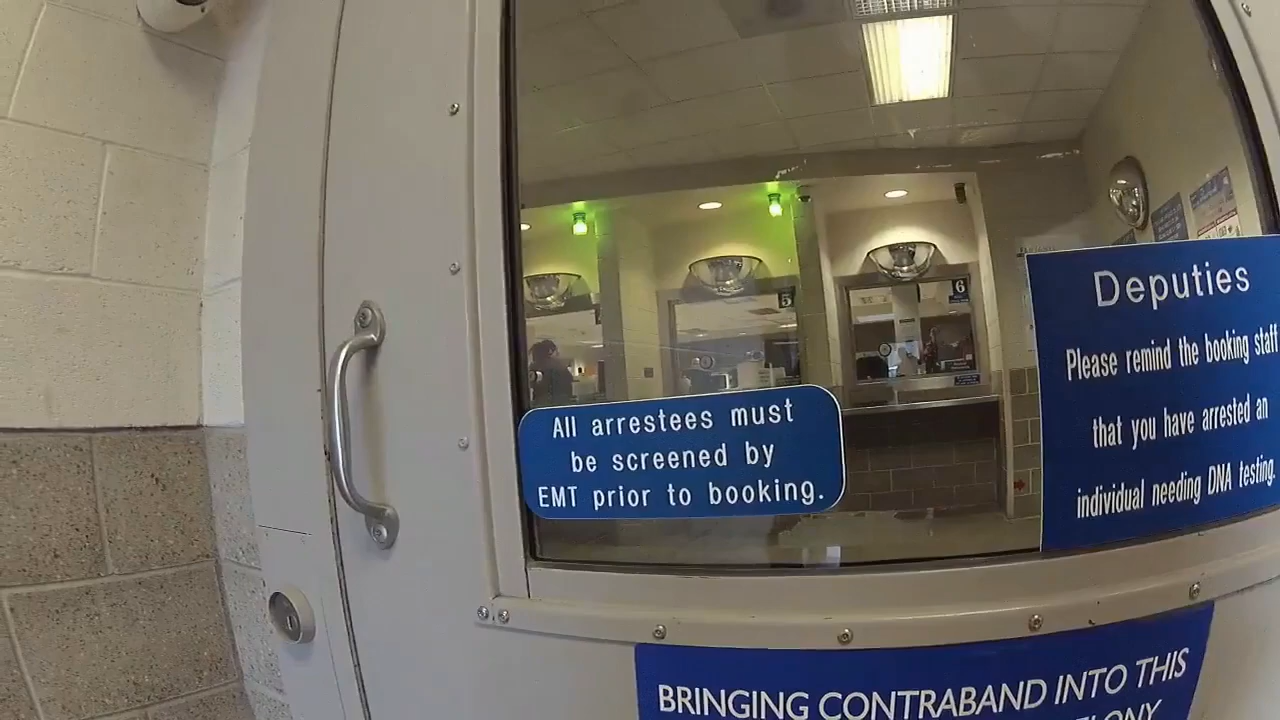 5
6
All arrestees must
be screened by
EMT prior to booking.
Deputies
Please remind the booking staff
that you have arrested an
individual needing DNA testing.
BRINGING CONTRABAND INTO THIS